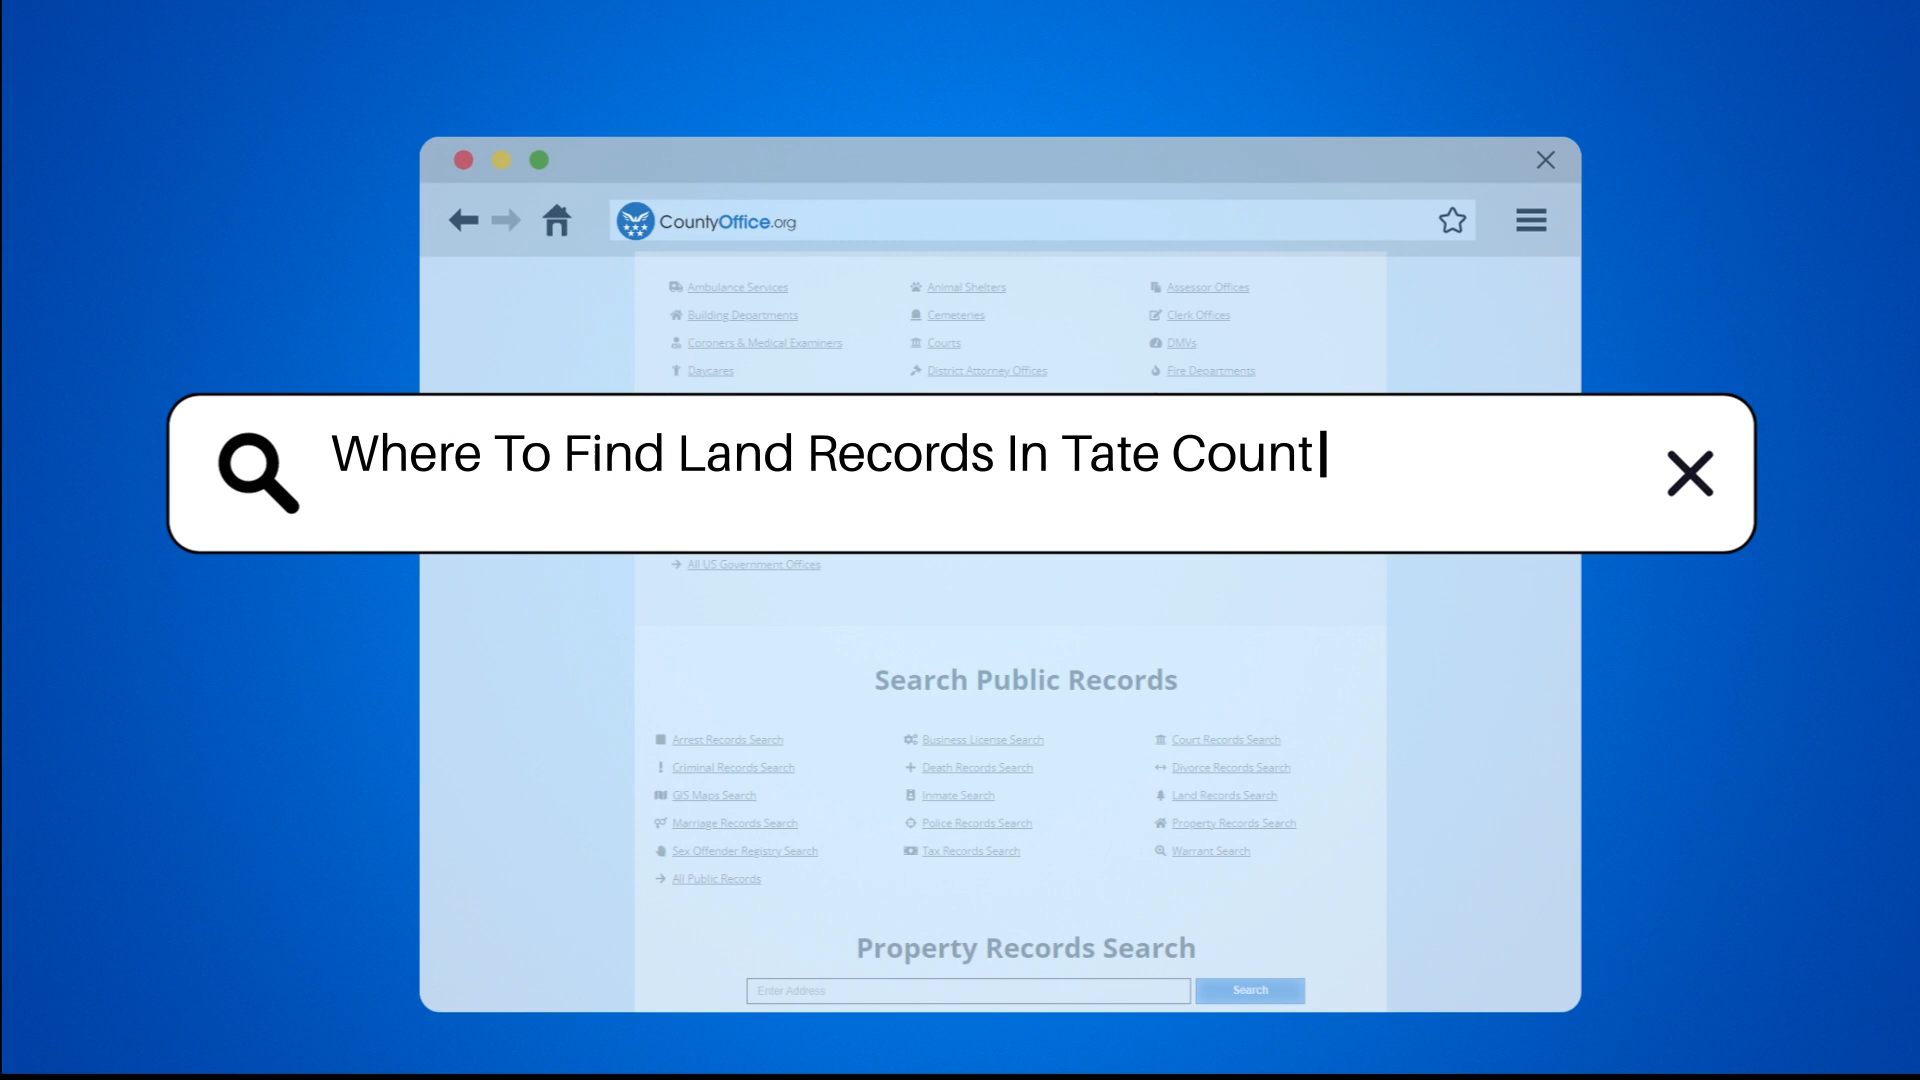 CountyOffice.org
Ambulance Services Animal Shelters Assessor Offices
Building Departments Cemeteries Clerk Offices
Coroners & Medical Examiners Courts DMVs
Daycares District Attorney Offices Fire Departments
Where To Find Land Records In Tate Count
All US Government Offices
Search Public Records
Arrest Records Search Business License Search Court Records Search
Criminal Records Search Death Records Search Divorce Records Search
GIS Maps Search Inmate Search Land Records Search
Marriage Records Search Police Records Search Property Records Search
Sex Offender Registry Search Tax Records Search Warrant Search
All Public Records
Property Records Search
Enter Address Search